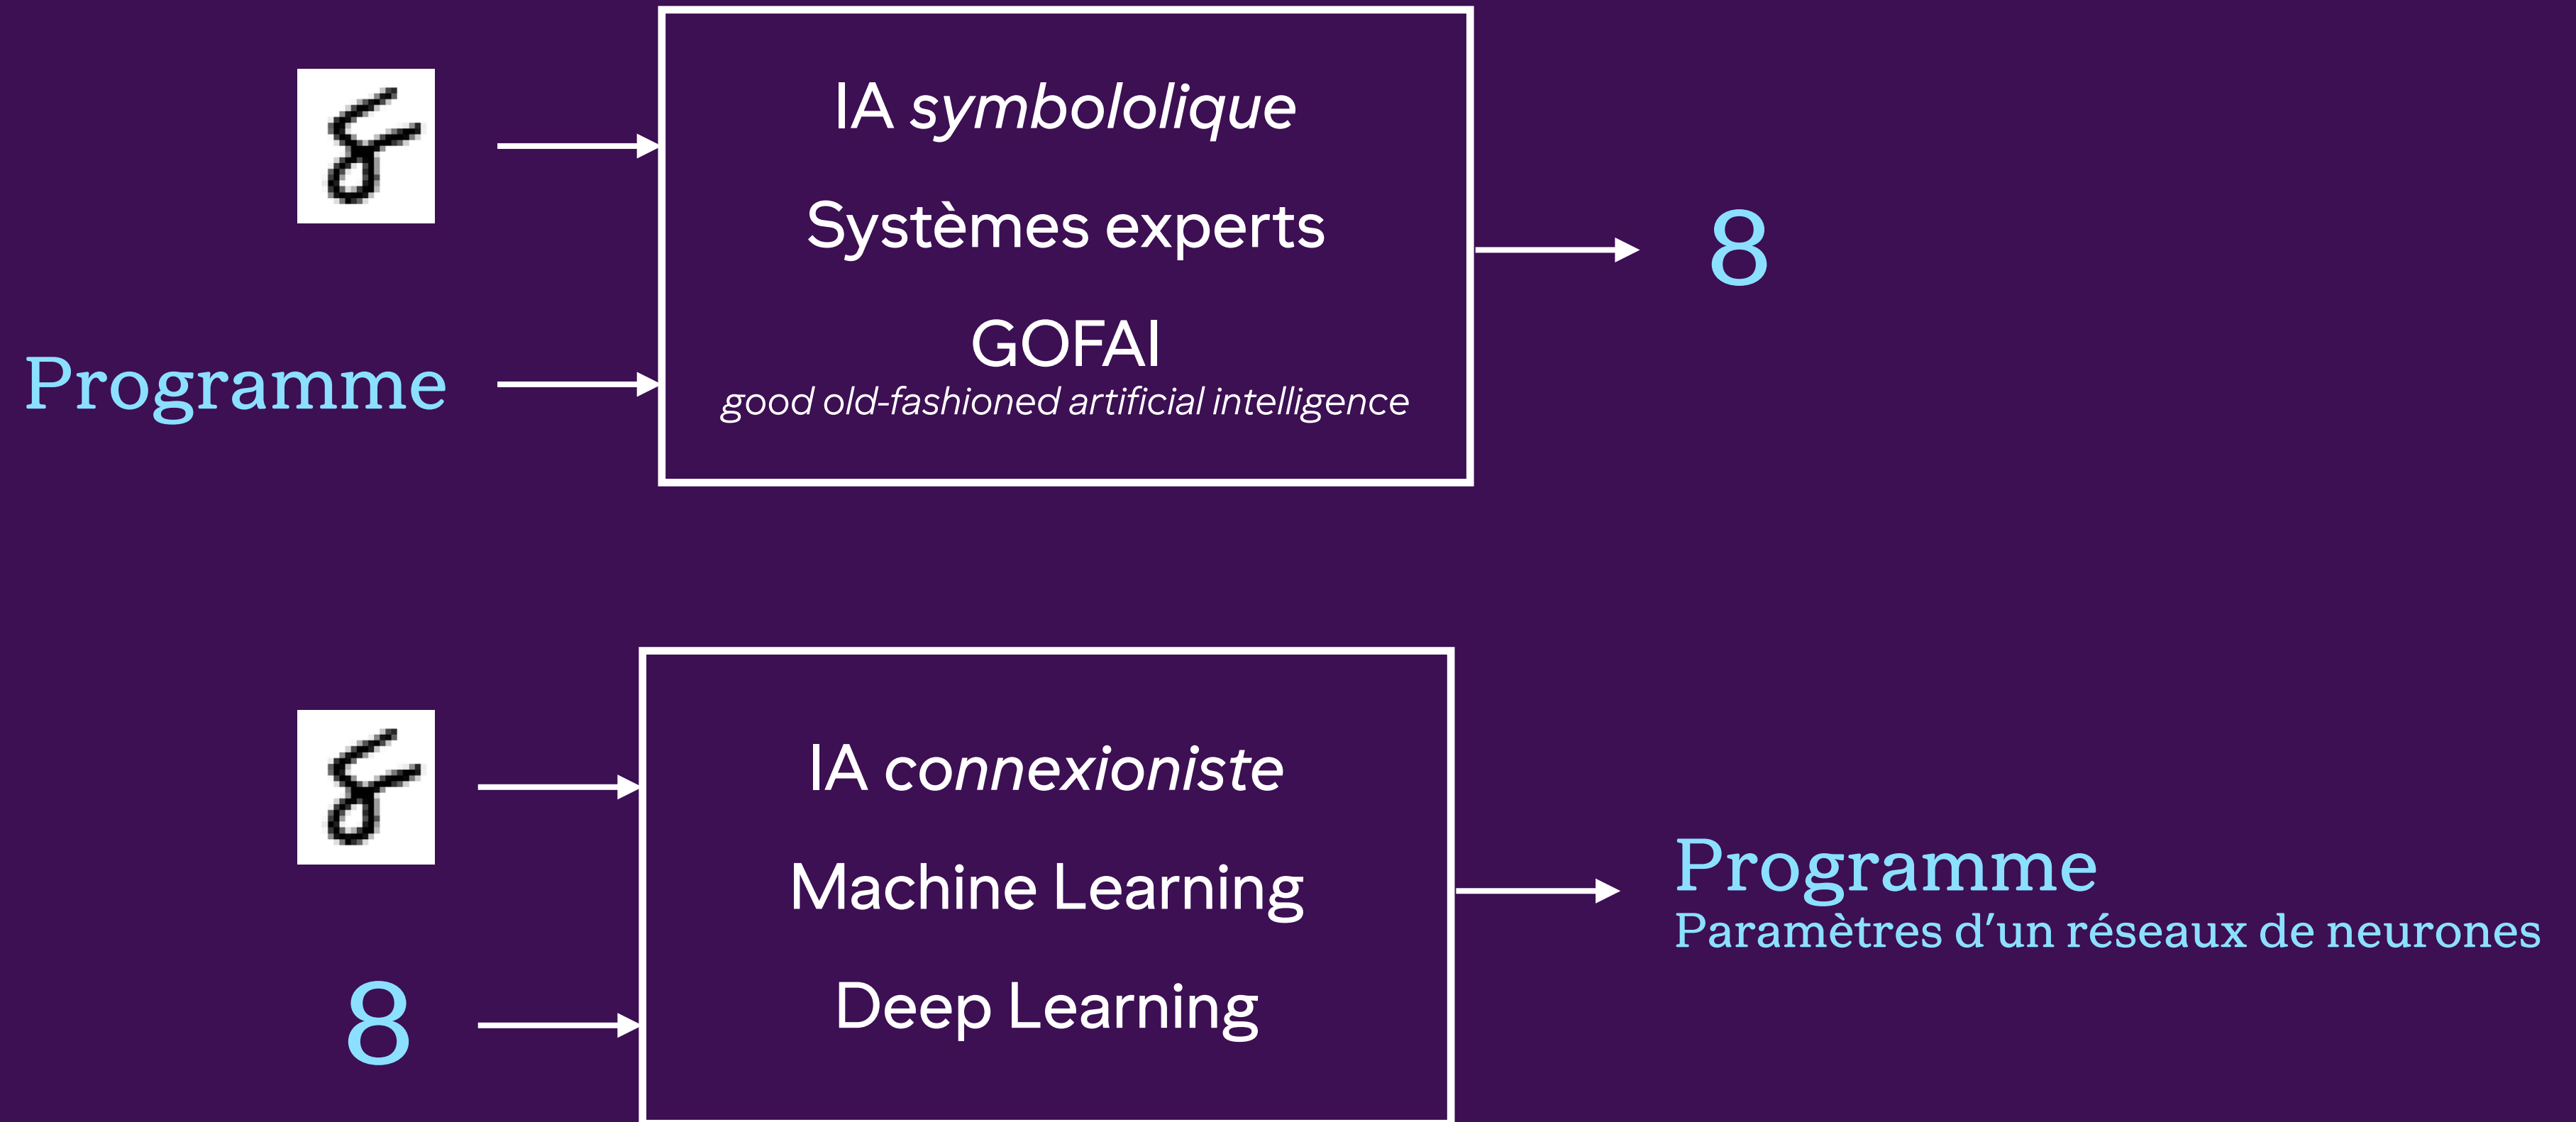 IA symbololique
Systèmes experts
8
GOFAI
Programme
good old-fashioned artificial intelligence
IA connexioniste
Machine Learning
Programme
Paramètres d'un réseaux de neurones
Deep Learning
8